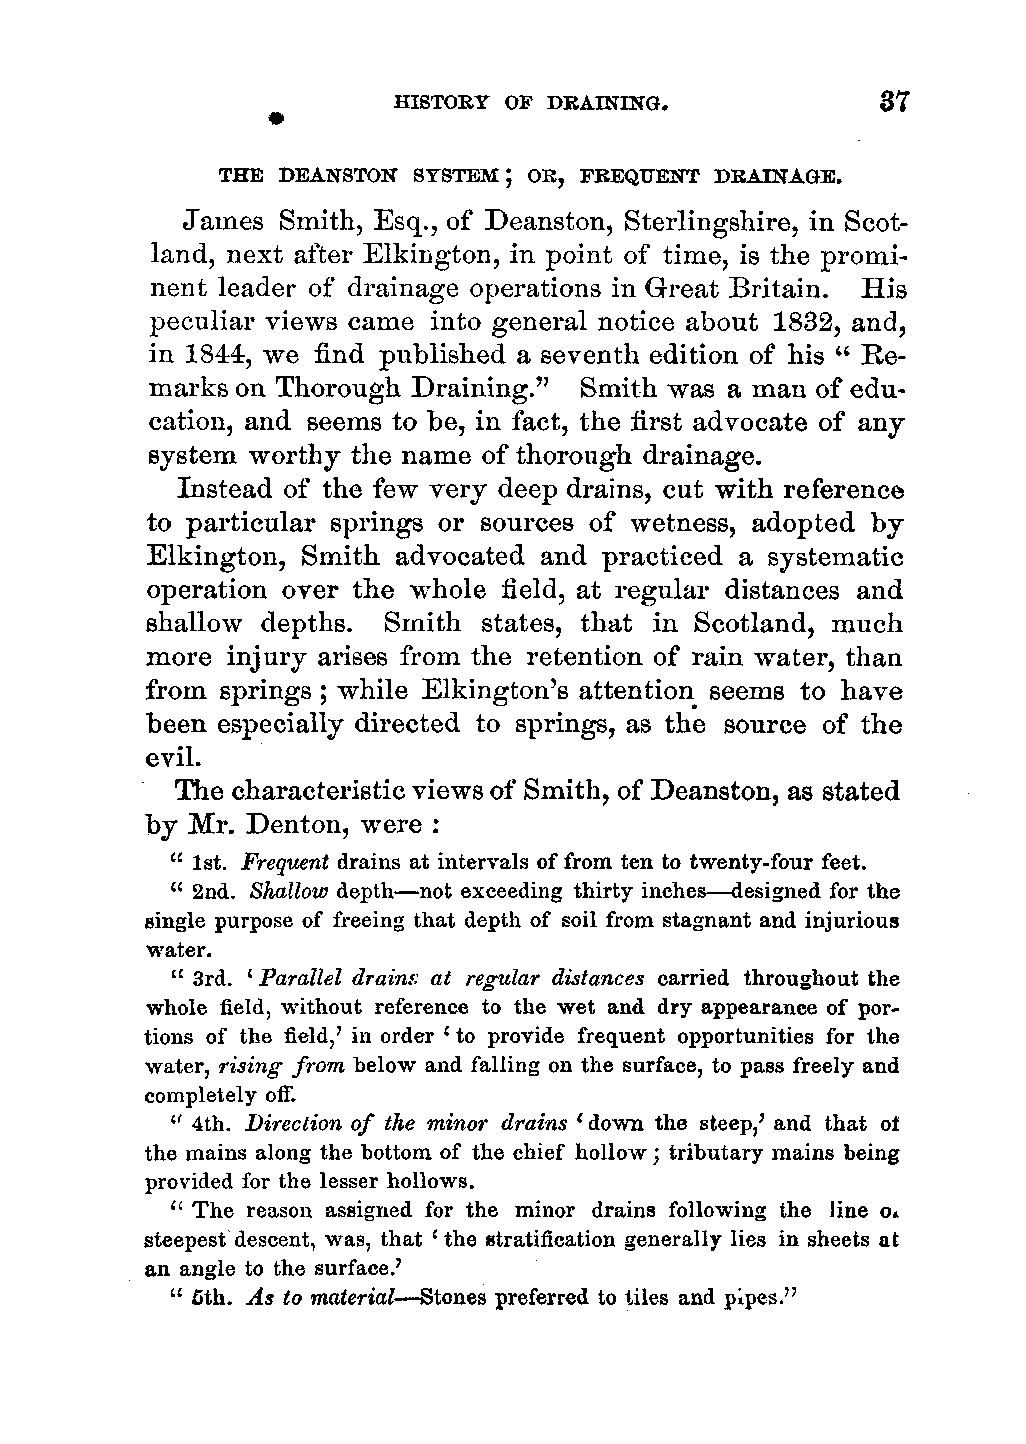 HISTORY OF DRAINING. 37
THE DEANSTON SYSTEM; OR, FREQUENT DRAINAGE.
James Smith, Esq., of Deanston, Sterlingshire, in Scot-
land, next after Elkington, in point of time, is the promi-
nent leader of drainage operations in Great Britain. His
peculiar views came into general notice about 1832, and,
in 1844, we find published a seventh edition of his “ Re-
marks on Thorough Draining.” Smith was a man of edu-
cation, and seems to be, in fact, the first advocate of any
system worthy the name of thorough drainage.
Instead of the few very deep drains, cut with reference
to particular springs or sources of wetness, adopted by
Elkington, Smith advocated and practiced a systematic
operation over the whole field, at regular distances and
shallow depths. Smith states, that in Scotland, much
more injury arises from the retention of rain water, than
from springs ; while Elkington’s attention seems to have
been especially directed to springs, as the source of the
evil.
The characteristic views of Smith, of Deanston, as stated
by Mr. Denton, were :
“ 1st. Frequent drains at intervals of from ten to twenty-four feet.
“ 2nd. Shallow depth—not exceeding thirty inches—designed for the
single purpose of freeing that depth of soil from stagnant and injurious
water.
“ 3rd. ‘ Parallel drains at regular distances carried throughout the
whole field, without reference to the wet and dry appearance of por-
tions of the field,’ in order ‘ to provide frequent opportunities for the
water, rising from below and falling on the surface, to pass freely and
completely off.
“ 4th. Direction of the minor drains ‘ down the steep,’ and that of
the mains along the bottom of the chief hollow ; tributary mains being
provided for the lesser hollows.
“ The reason assigned for the minor drains following the line of
steepest descent, was, that ‘ the stratification generally lies in sheets at
an angle to the surface.’
“ 5th. As to material—Stones preferred to tiles and pipes.”